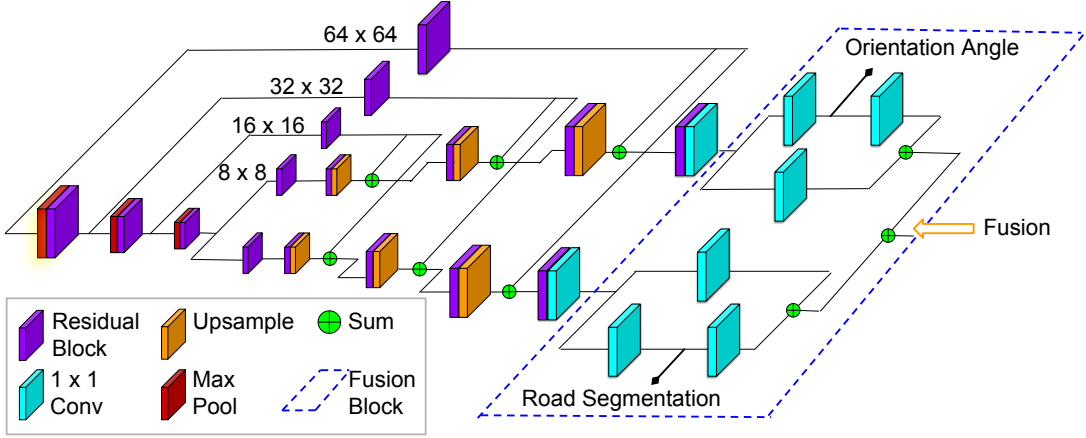 64 x 64
Orientation Angle
32 x 32
16 x 16
8 x 8
Fusion
Residual
Block
Upsample
Sum
1 x 1
Conv
Max
Pool
Fusion
Block
Road Segmentation